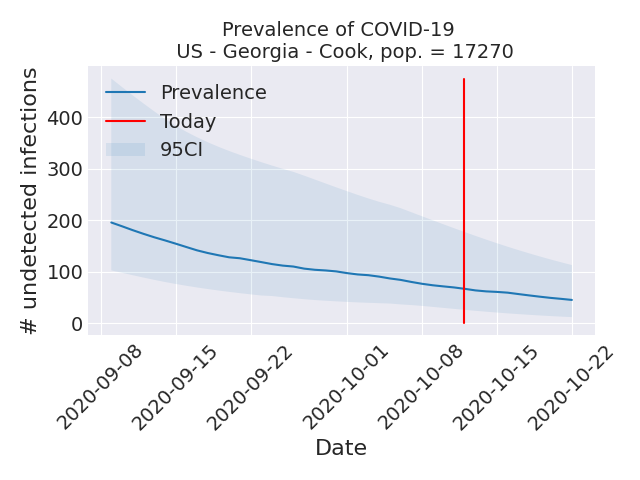 Prevalence of COVID-19
US - Georgia - Cook, pop. = 17270
# undetected infections
400
300
200
100
0
Prevalence
Today
95CI
2020-09-08
2020-09-15
2020-09-22
2020-10-01
2020-10-08
2020-10-15
2020-10-22
Date